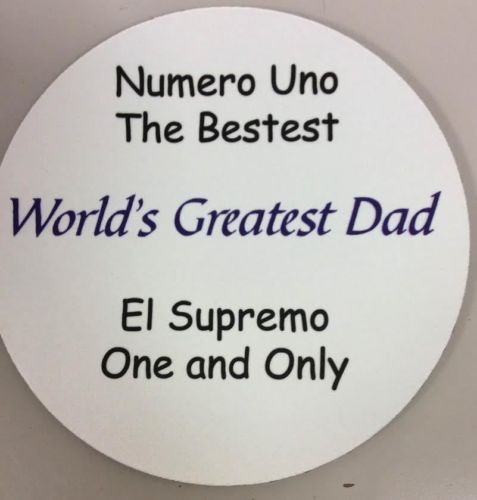 Numero Uno
The Bestest
World's Greatest Dad
El Supremo
One and Only